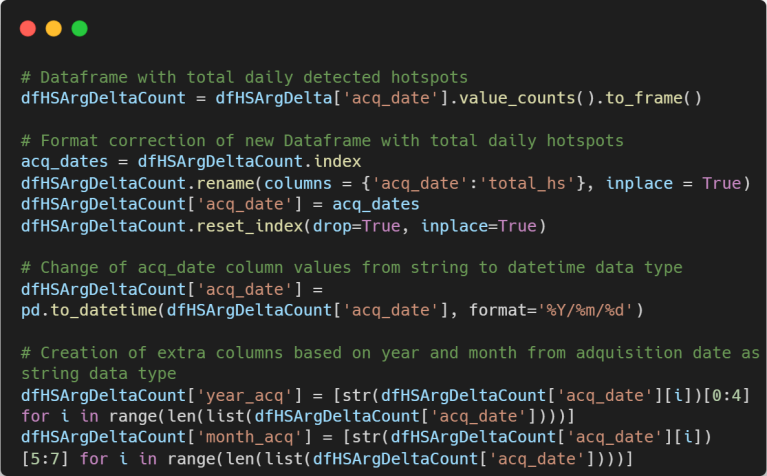 # Dataframe with total daily detected hotspots
dfHSArgDeltaCount = dfHSArgDelta['acq_date'].value_counts().to_frame()
# Format correction of new Dataframe with total daily hotspots
acq_dates = dfHSArgDeltaCount.index
dfHSArgDeltaCount.rename(columns = {'acq_date':'total_hs'}, inplace = True)
dfHSArgDeltaCount['acq_date'] = acq_dates
dfHSArgDeltaCount.reset_index(drop=True, inplace=True)
# Change of acq_date column values from string to datetime data type
dfHSArgDeltaCount['acq_date'] =
pd.to_datetime(dfHSArgDeltaCount['acq_date'], format='%Y/%m/%d')
# Creation of extra columns based on year and month from adquisition date as
string data type
dfHSArgDeltaCount['year_acq'] = [str(dfHSArgDeltaCount['acq_date'][i])[0:4]
for i in range(len(list(dfHSArgDeltaCount['acq_date'])))]
dfHSArgDeltaCount['month_acq'] = [str(dfHSArgDeltaCount['acq_date'][i])
[5:7] for i in range(len(list(dfHSArgDeltaCount['acq_date'])))]